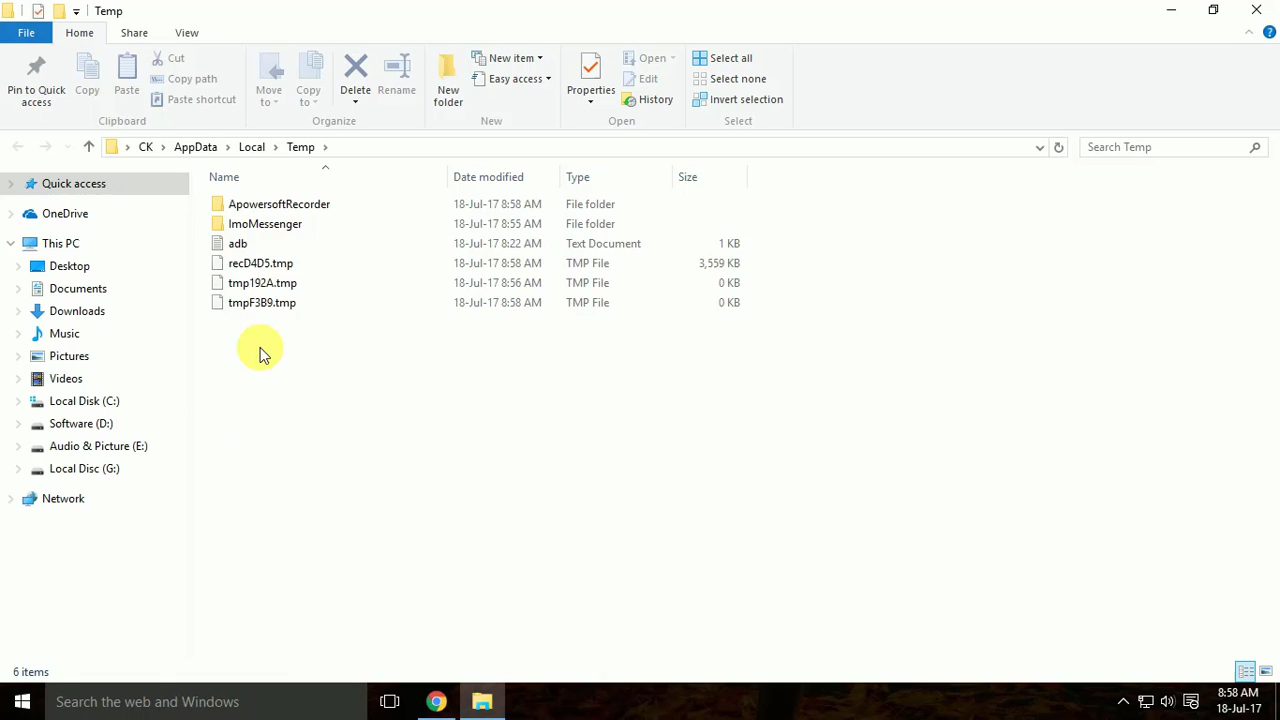 Temp
File Home Share View
Pin to Quick access
Copy
Paste
Cut
Copy path
Paste shortcut
Clipboard
Move to
Copy to
Delete
Rename
Organize
New folder
New item
Easy access
New
Properties
Open
Edit
History
Open
Select all
Select none
Invert selection
Select
CK > AppData > Local > Temp >
Search Temp
Quick access
OneDrive
This PC
Desktop
Documents
Downloads
Music
Pictures
Videos
Local Disk (C:)
Software (D:)
Audio & Picture (E:)
Local Disc (G:)
Network
Name Date modified Type Size
ApowersoftRecorder 18-Jul-17 8:58 AM File folder
ImoMessenger 18-Jul-17 8:55 AM File folder
adb 18-Jul-17 8:22 AM Text Document 1 KB
recD4D5.tmp 18-Jul-17 8:58 AM TMP File 3,559 KB
tmp192A.tmp 18-Jul-17 8:56 AM TMP File 0 KB
tmpF3B9.tmp 18-Jul-17 8:58 AM TMP File 0 KB
6 items
Search the web and Windows
8:58 AM
18-Jul-17